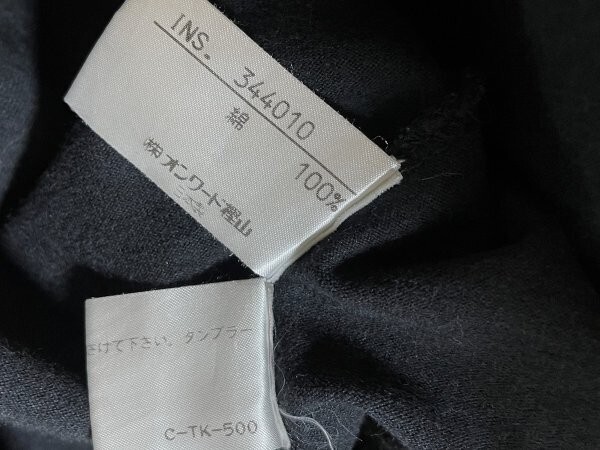 INS. 344010
綿 100%
㈱オンワード樫山
さけて下さい。タンブラー
C-TK-500